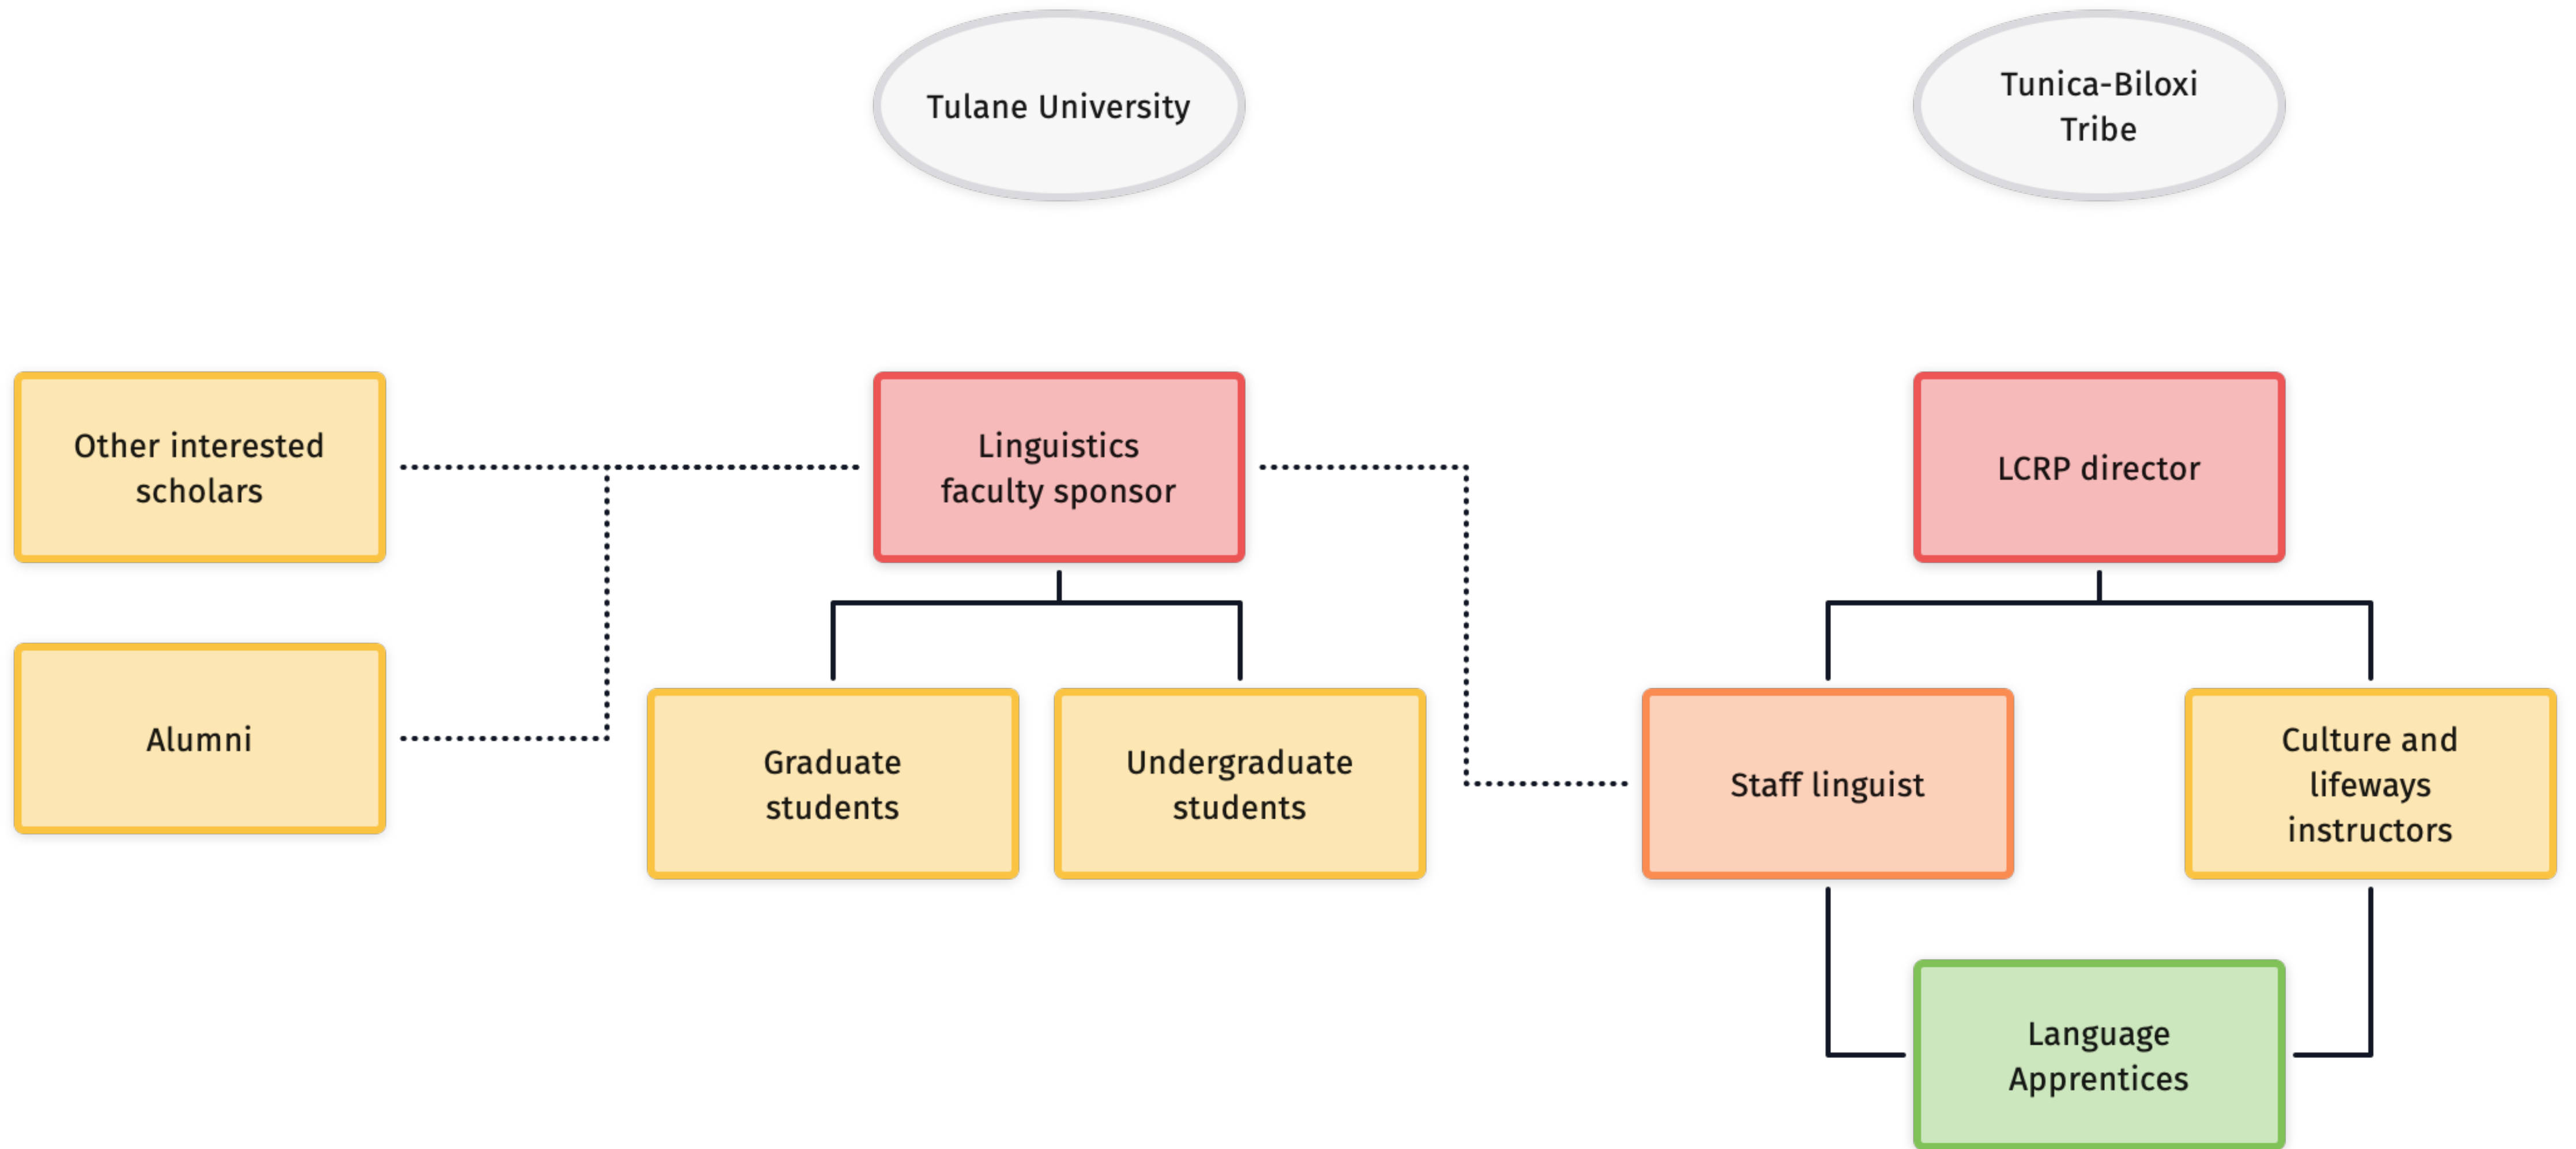 Tulane University
Tunica-Biloxi
Tribe
Other interested
scholars
Linguistics
faculty sponsor
LCRP director
Alumni
Graduate
students
Undergraduate
students
Staff linguist
Culture and
lifeways
instructors
Language
Apprentices